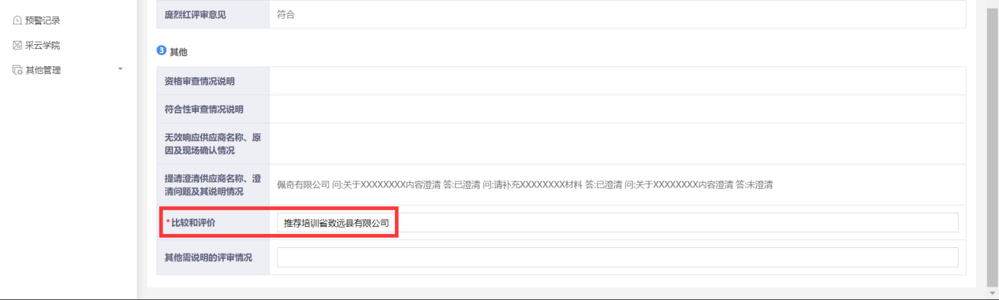 预警记录
采云学院
其他管理
庞烈红评审意见 符合
3 其他
资格审查情况说明
符合性审查情况说明
无效响应供应商名称、原
因及现场确认情况
提请澄清供应商名称、澄
清问题及其说明情况
佩奇有限公司 问:关于XXXXXXXX内容澄清 答:已澄清 问:请补充XXXXXXXX材料 答:已澄清 问:关于XXXXXXXX内容澄清 答:未澄清
*比较和评价 推荐培训省致远县有限公司
其他需说明的评审情况